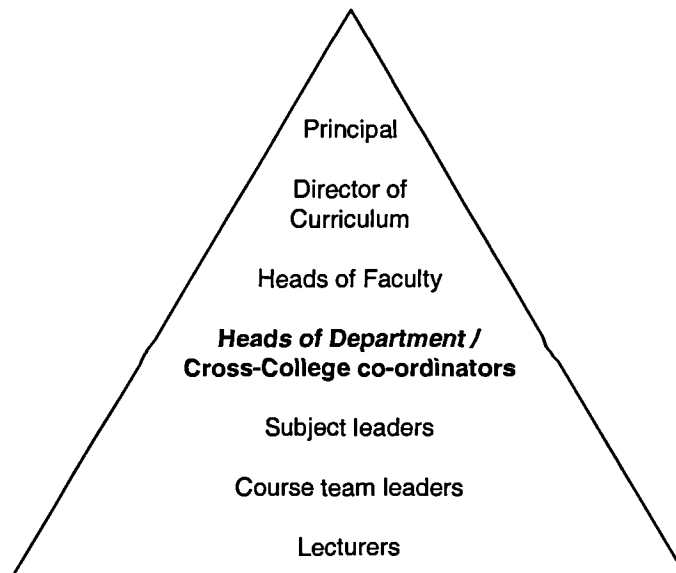 Principal
Director of
Curriculum
Heads of Faculty
Heads of Department /
Cross-College co-ordinators
Subject leaders
Course team leaders
Lecturers